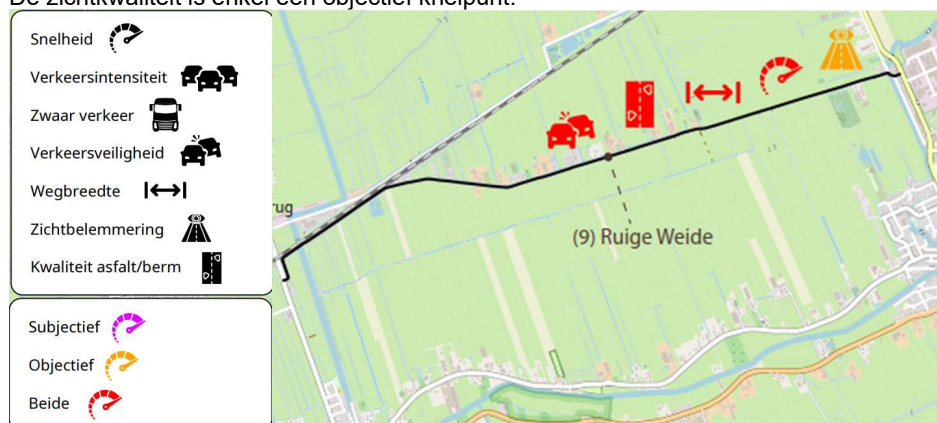 De zichtkwaliteit is enkel een objectief knelpunt.
Snelheid
Verkeersintensiteit
Zwaar verkeer
Verkeersveiligheid
Wegbreedte
Zichtbelemmering
Kwaliteit asfalt/berm
Subjectief
Objectief
Beide
rug
(9) Ruige Weide